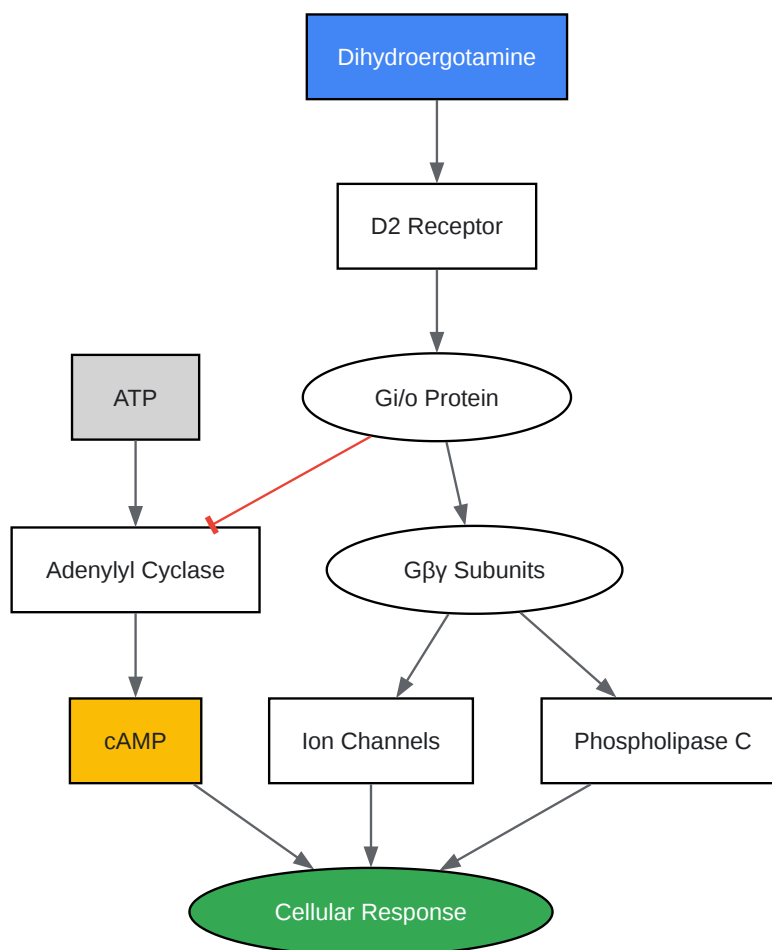 Dihydroergotamine
D2 Receptor
ATP
Gi/o Protein
Adenylyl Cyclase
Gβγ Subunits
cAMP
Ion Channels
Phospholipase C
Cellular Response